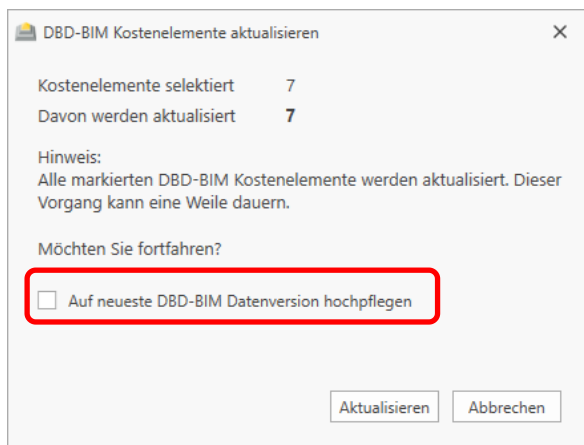 DBD-BIM Kostenelemente aktualisieren
Kostenelemente selektiert 7
Davon werden aktualisiert 7
Hinweis:
Alle markierten DBD-BIM Kostenelemente werden aktualisiert. Dieser
Vorgang kann eine Weile dauern.
Möchten Sie fortfahren?
Auf neueste DBD-BIM Datenversion hochpflegen
Aktualisieren Abbrechen